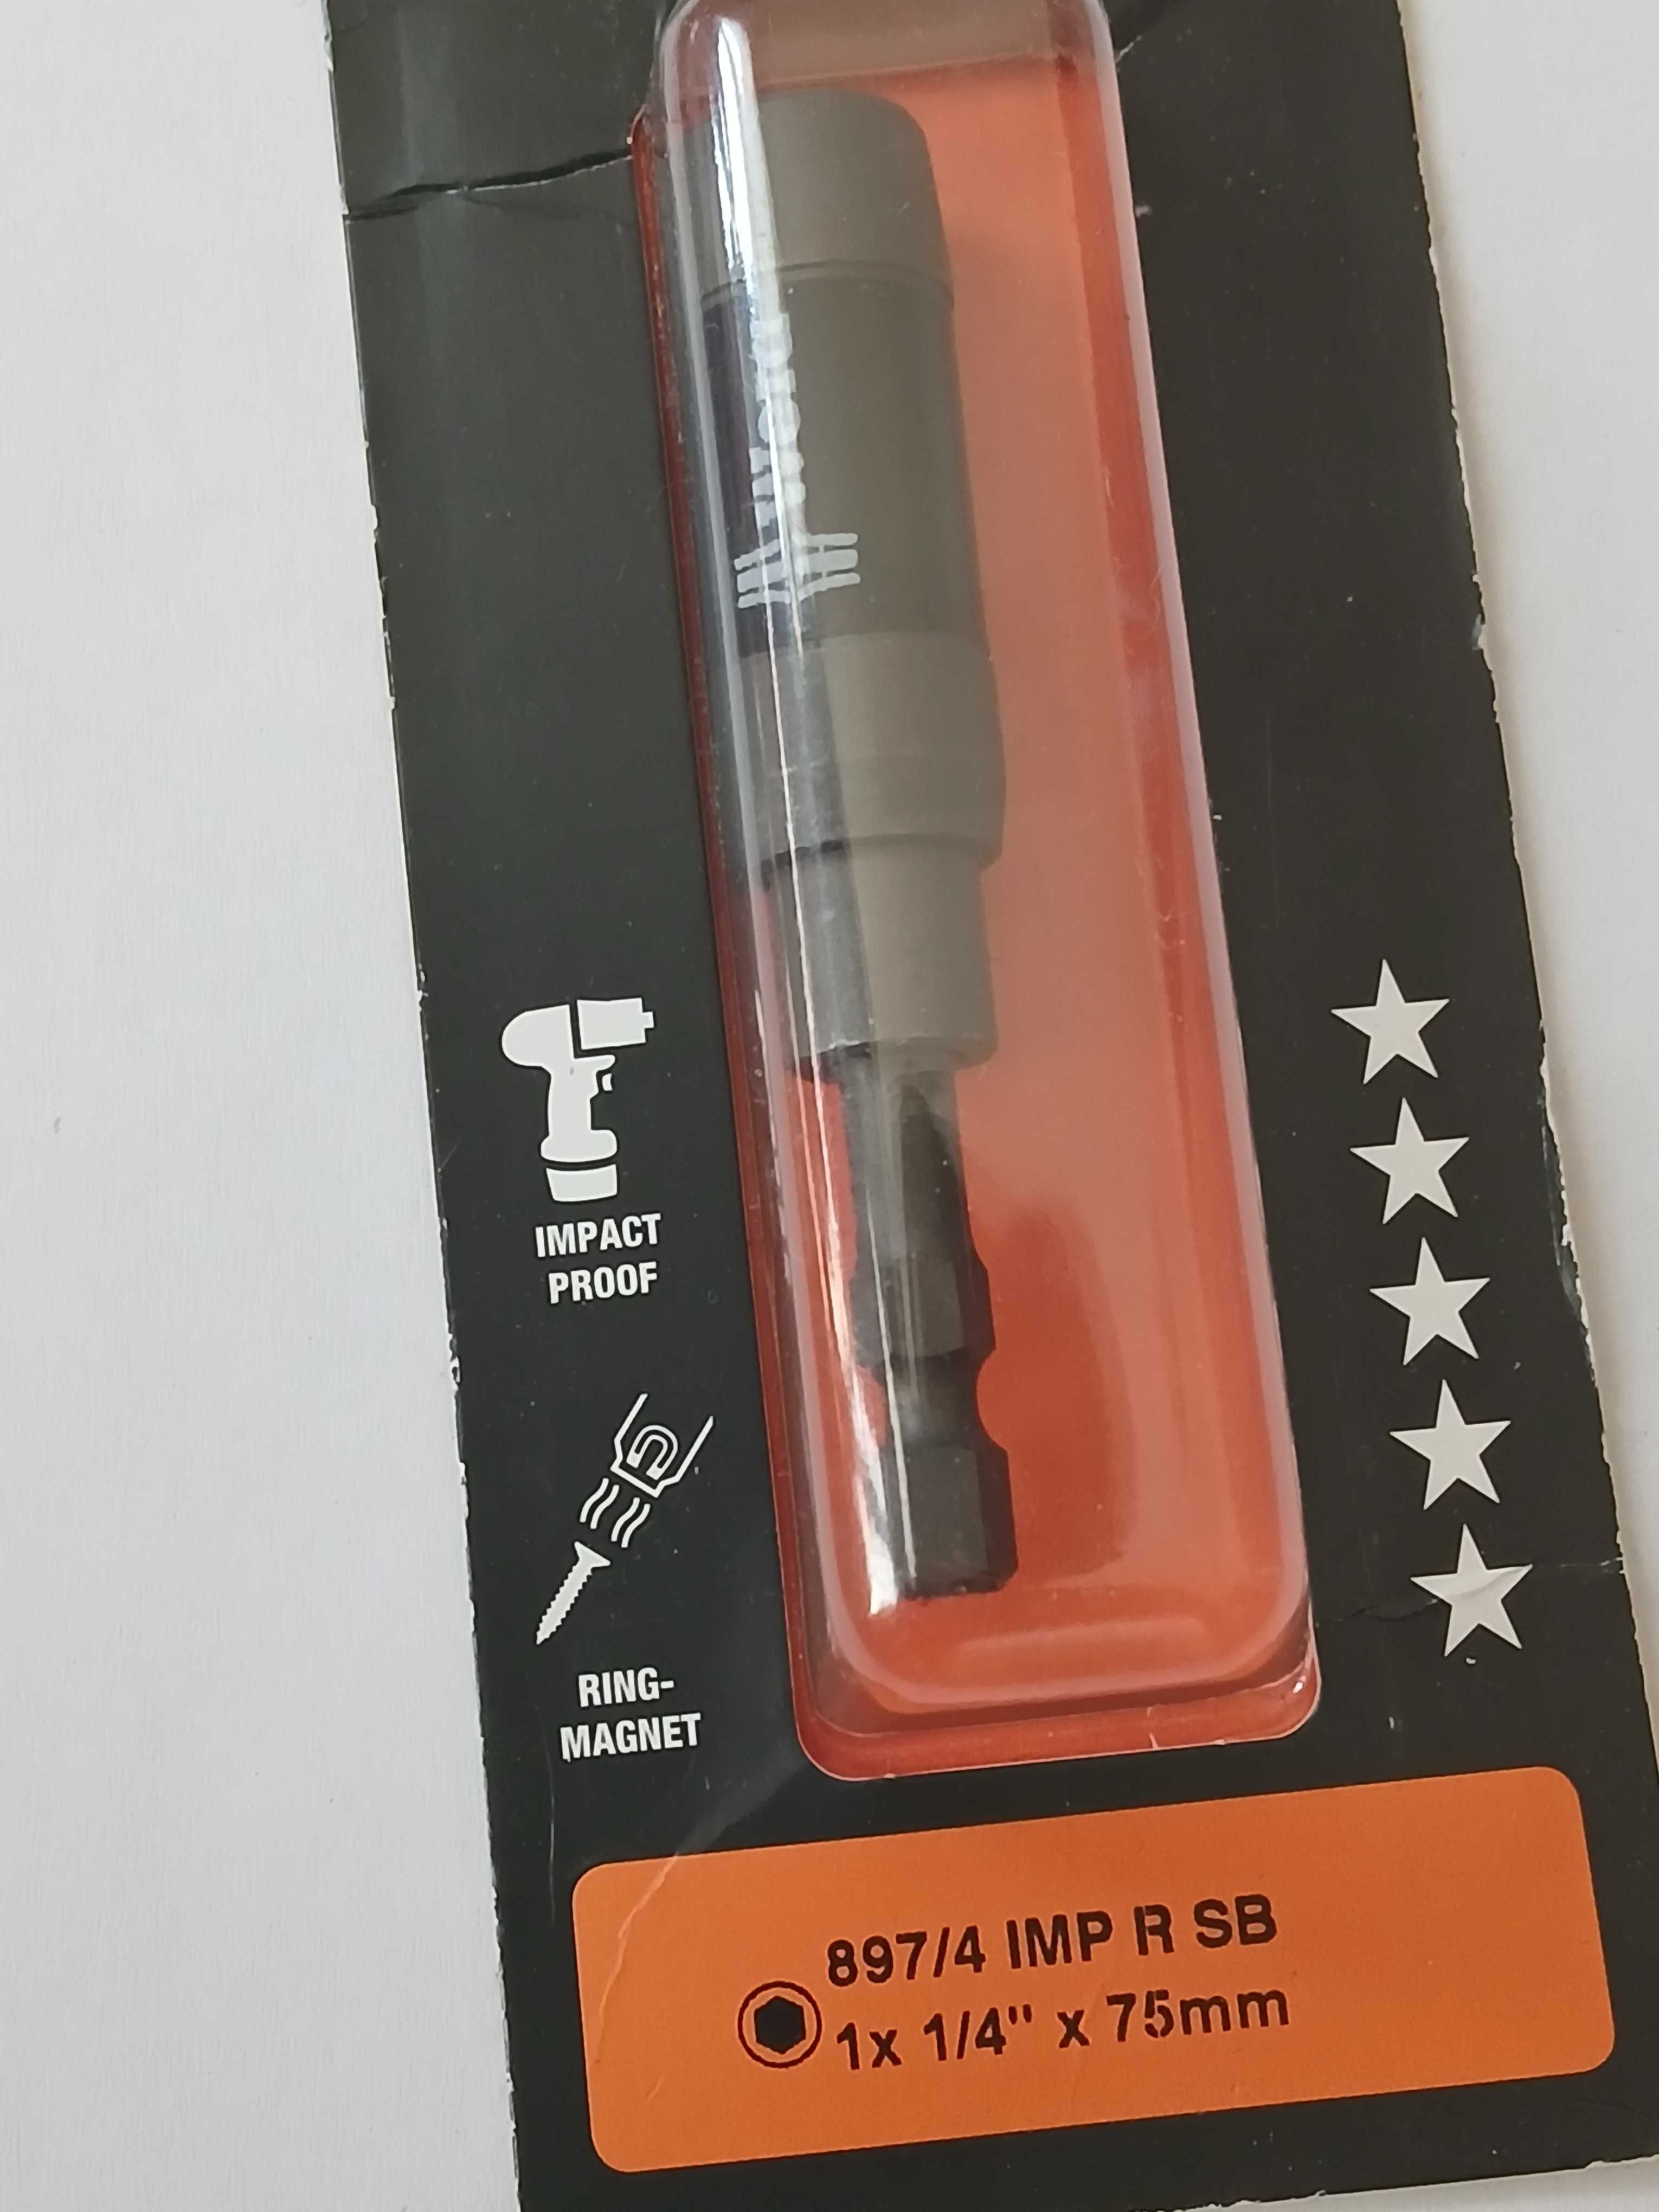 IMPACT
PROOF
RING-
MAGNET
897/4 IMP R SB
1x 1/4" x 75mm